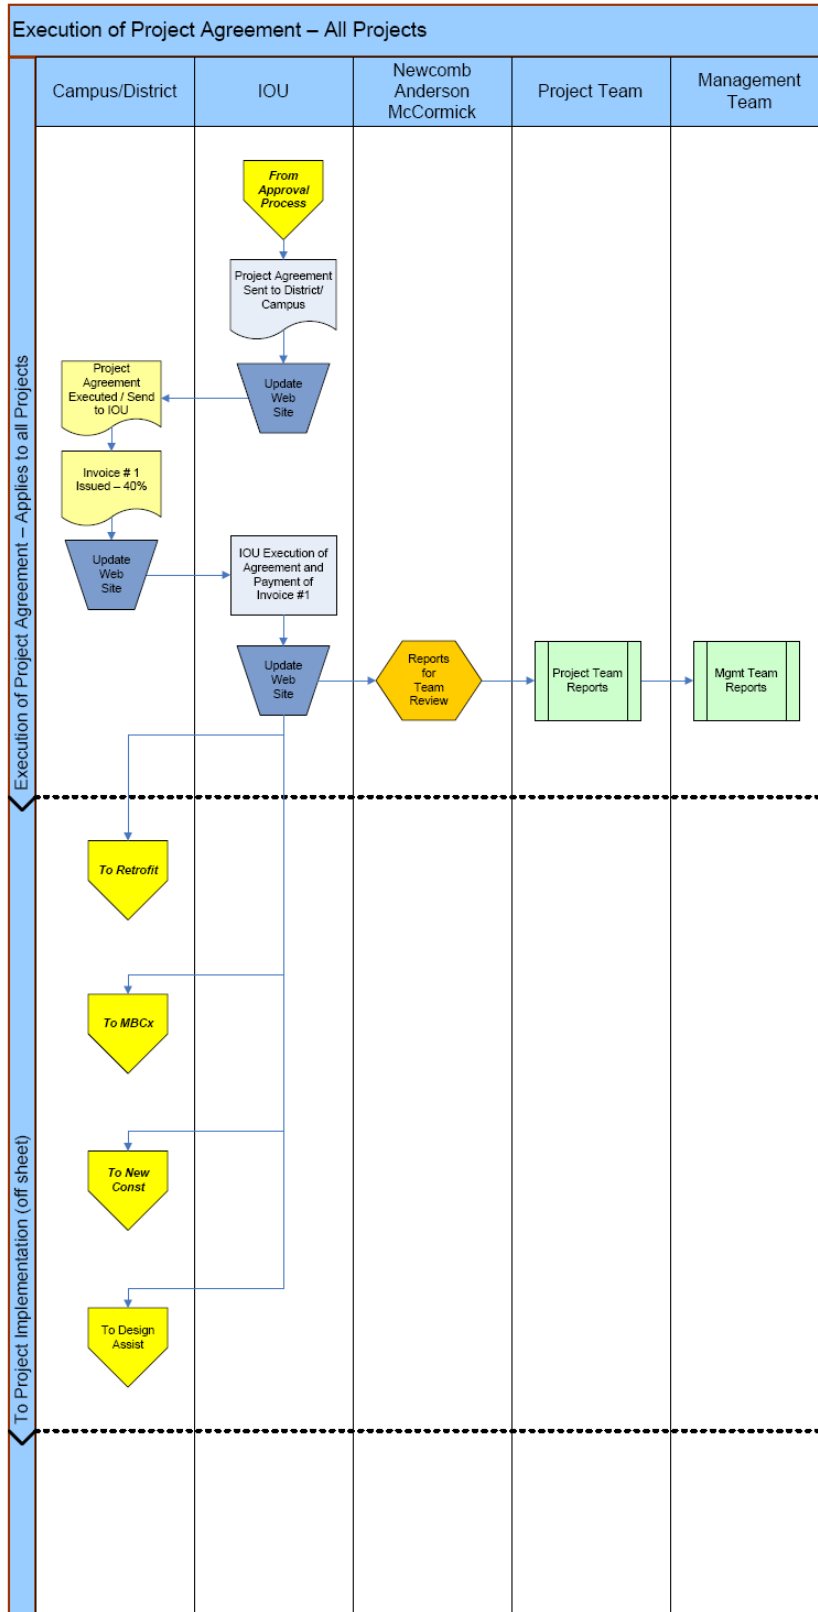 Execution of Project Agreement – All Projects
Campus/District
IOU
Newcomb
Anderson
McCormick
Project Team
Management
Team
Execution of Project Agreement – Applies to all Projects
From
Approval
Process
Project Agreement
Sent to District/
Campus
Update
Web
Site
Project
Agreement
Executed / Send
to IOU
Invoice # 1
Issued – 40%
Update
Web
Site
IOU Execution of
Agreement and
Payment of
Invoice #1
Update
Web
Site
Reports
for
Team
Review
Project Team
Reports
Mgmt Team
Reports
To Project Implementation (off sheet)
To Retrofit
To MBCx
To New
Const
To Design
Assist